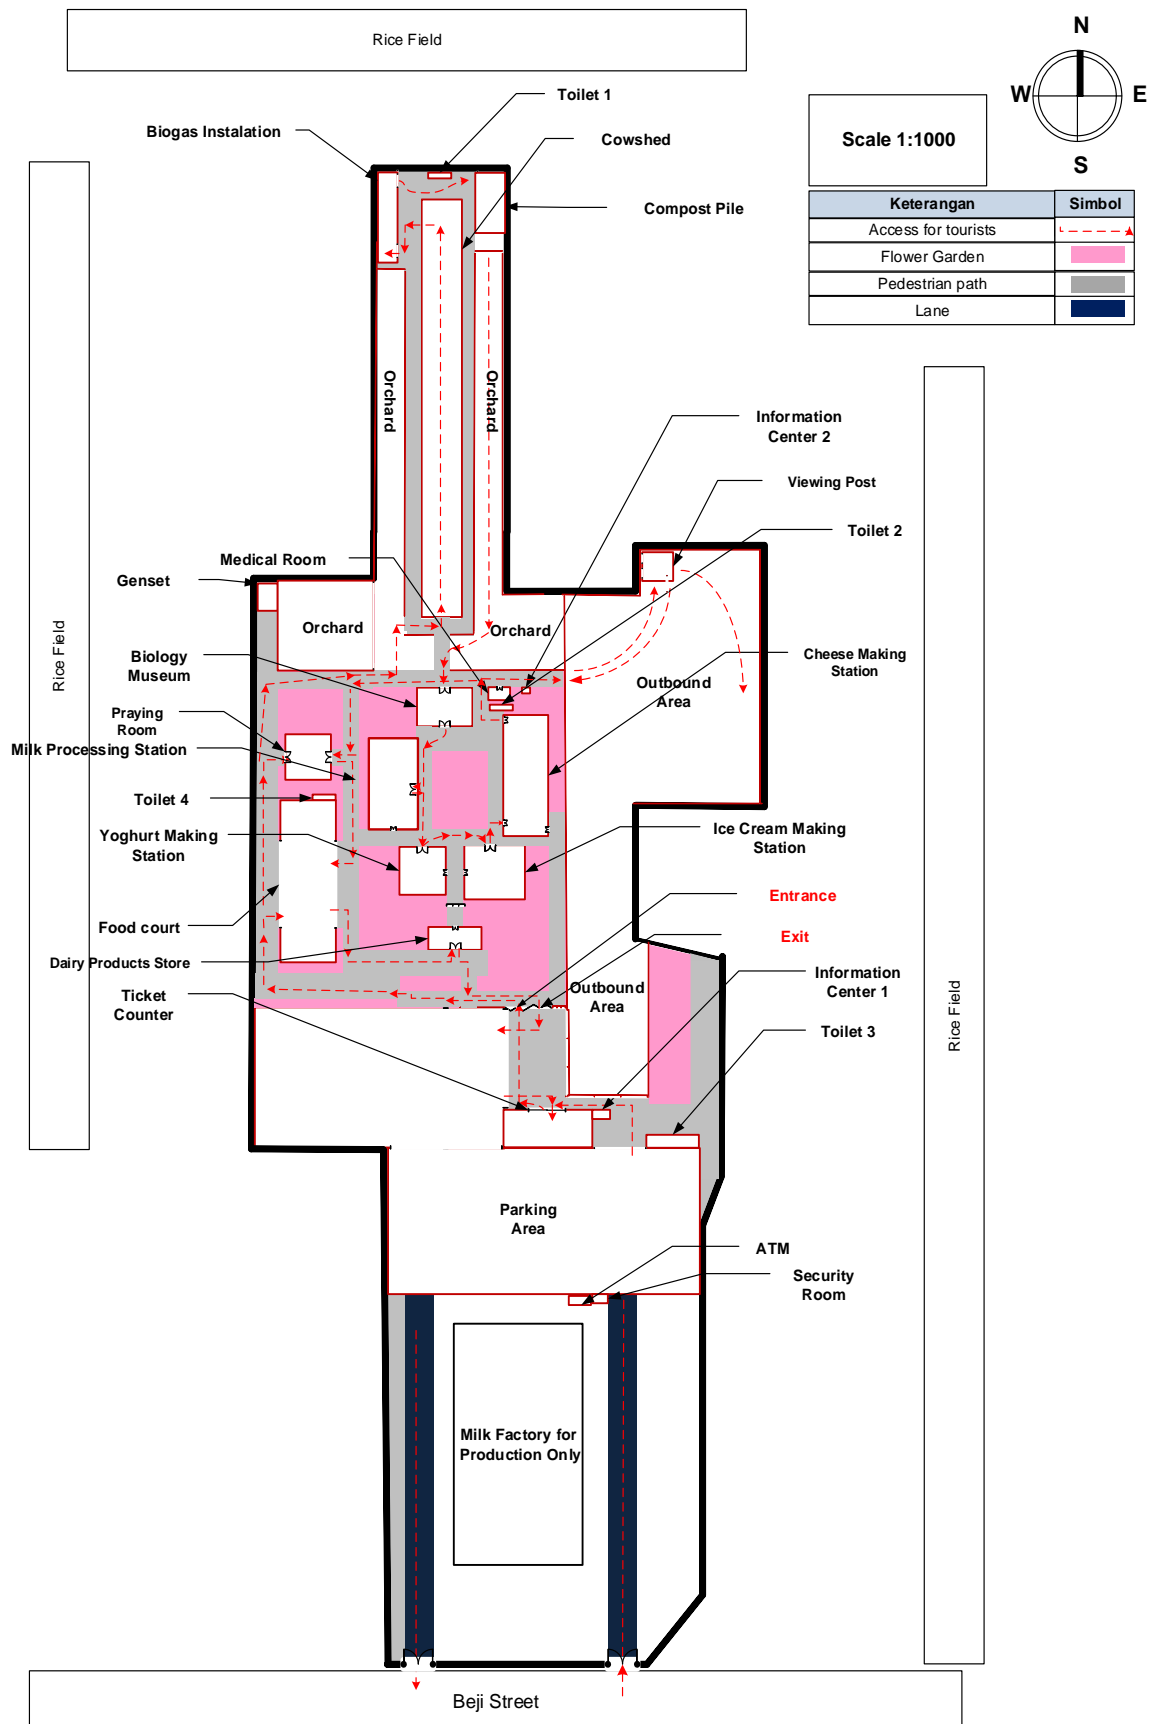 Rice Field
N
W
E
S
Toilet 1
Biogas Instalation
Cowshed
Scale 1:1000
Compost Pile
Keterangan
Simbol
Access for tourists
Flower Garden
Pedestrian path
Lane
Orchard
Orchard
Information
Center 2
Viewing Post
Toilet 2
Medical Room
Genset
Rice Field
Orchard
Orchard
Biology
Museum
Cheese Making
Station
Outbound
Area
Praying
Room
Milk Processing Station
Toilet 4
Yoghurt Making
Station
Ice Cream Making
Station
Entrance
Food court
Exit
Dairy Products Store
Information
Center 1
Ticket
Counter
Outbound
Area
Toilet 3
Rice Field
Parking
Area
ATM
Security
Room
Milk Factory for
Production Only
Beji Street